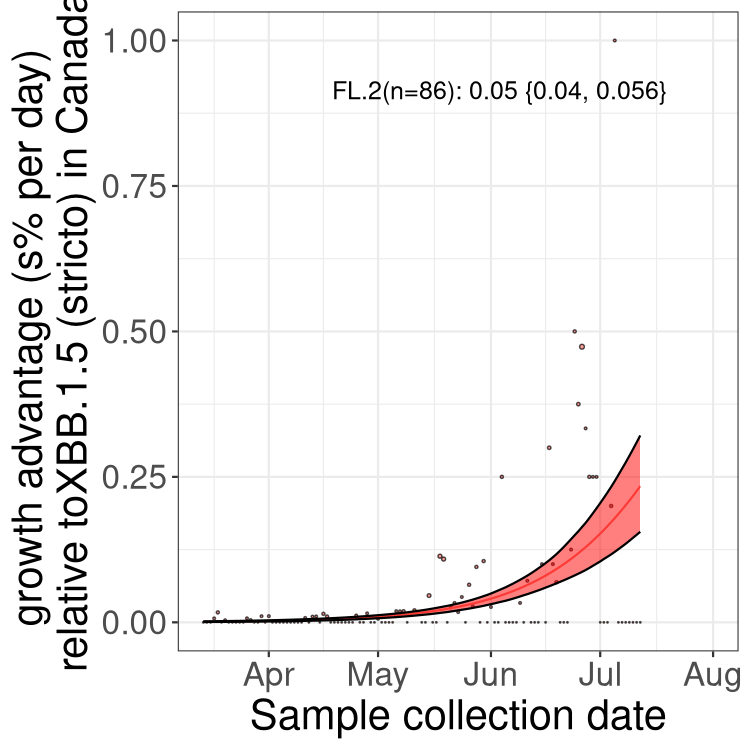 growth advantage (s% per day)
relative toXBB.1.5 (stricto) in Canada
1.00
0.75
0.50
0.25
0.00
FL.2(n=86): 0.05 {0.04, 0.056}
Apr May Jun Jul Aug
Sample collection date